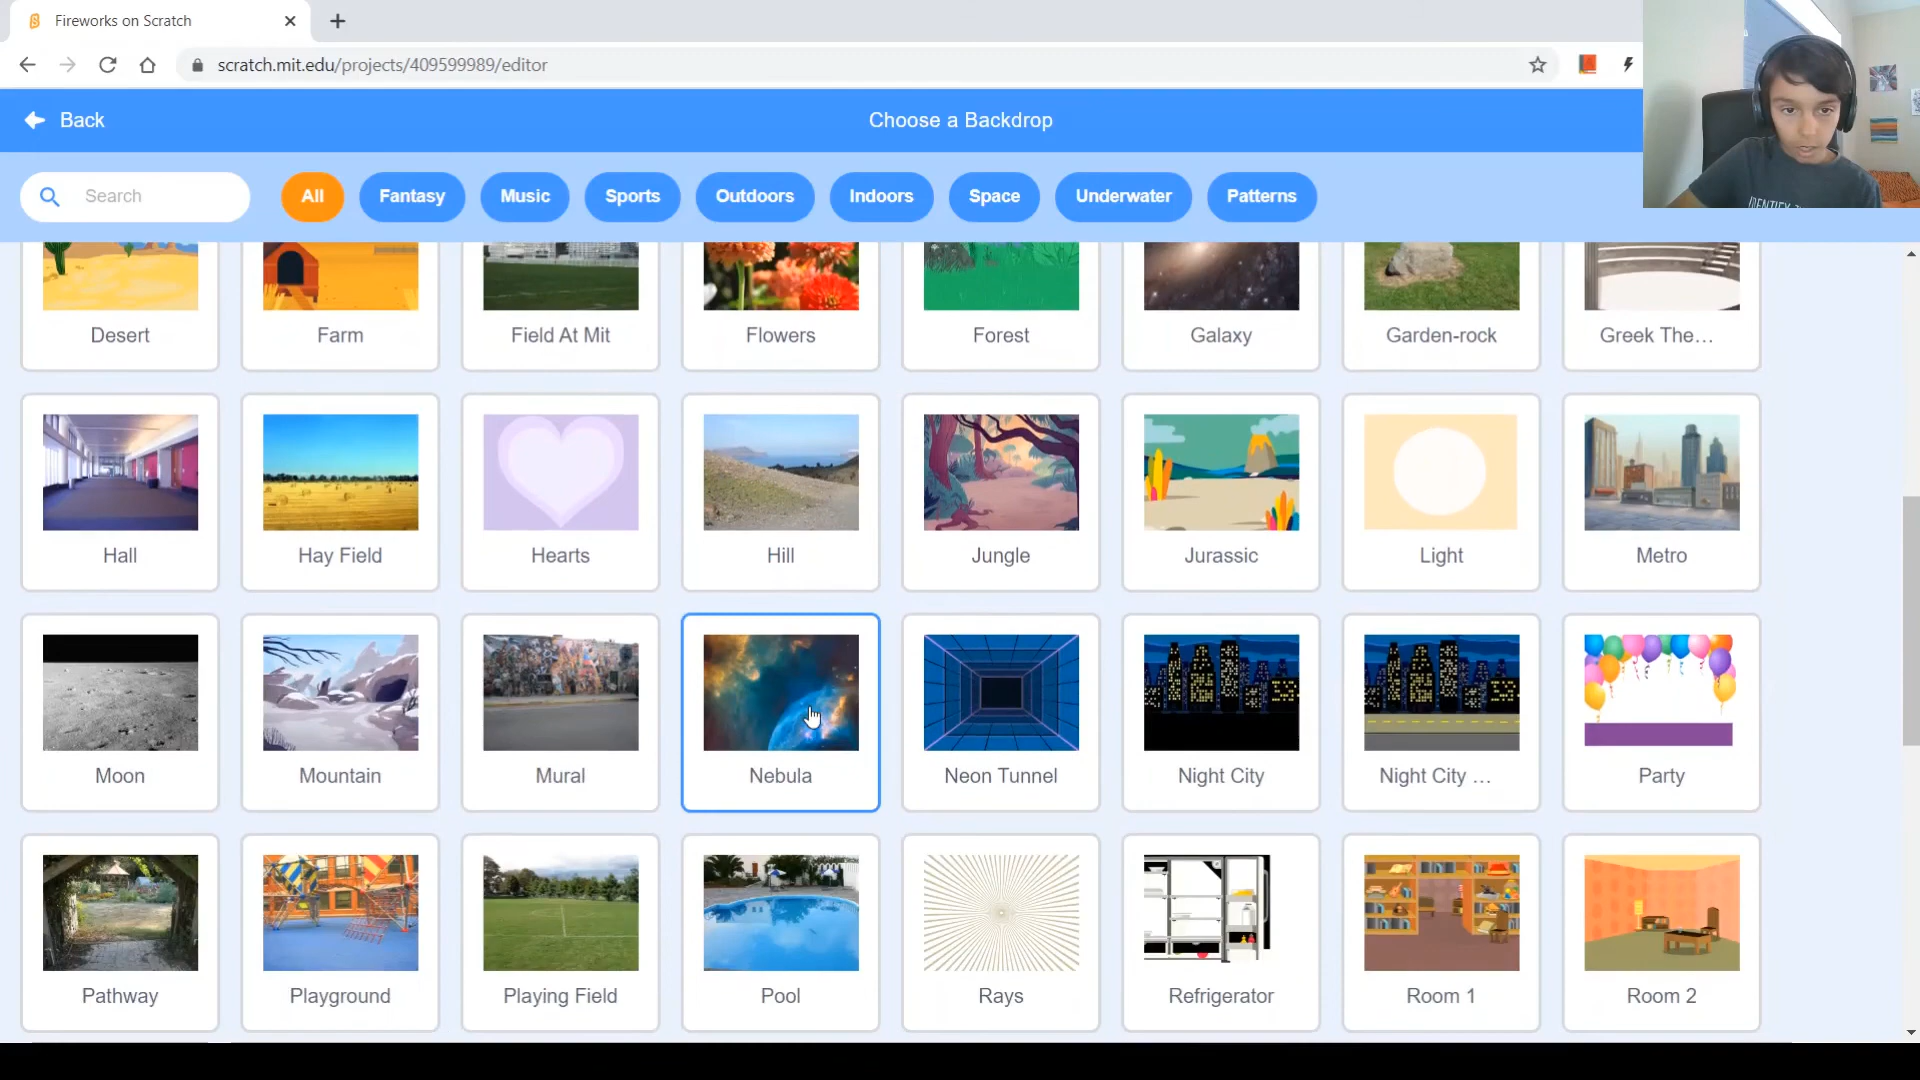 Fireworks on Scratch
scratch.mit.edu/projects/409599989/editor
Back
Choose a Backdrop
Search
All
Fantasy
Music
Sports
Outdoors
Indoors
Space
Underwater
Patterns
Desert
Farm
Field At Mit
Flowers
Forest
Galaxy
Garden-rock
Greek The...
Hall
Hay Field
Hearts
Hill
Jungle
Jurassic
Light
Metro
Moon
Mountain
Mural
Nebula
Neon Tunnel
Night City
Night City ...
Party
Pathway
Playground
Playing Field
Pool
Rays
Refrigerator
Room 1
Room 2